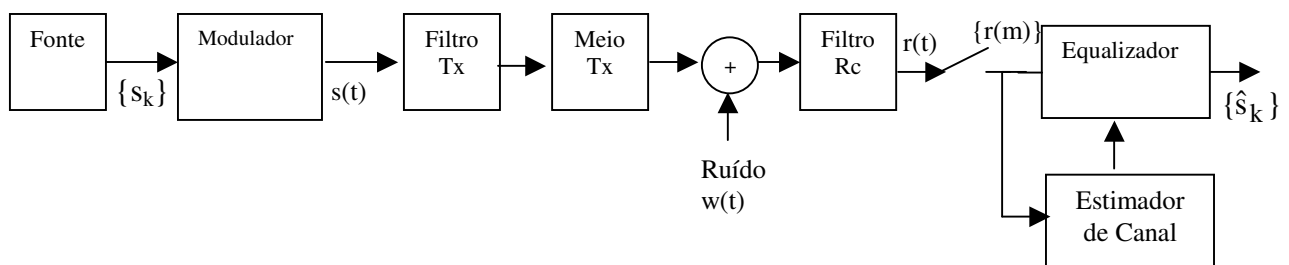 Fonte
{s_k}
Modulador
s(t)
Filtro
Tx
Meio
Tx
+
Ruído
w(t)
Filtro
Rc
r(t)
{r(m)}
Equalizador
{ŝ_k}
Estimador
de Canal